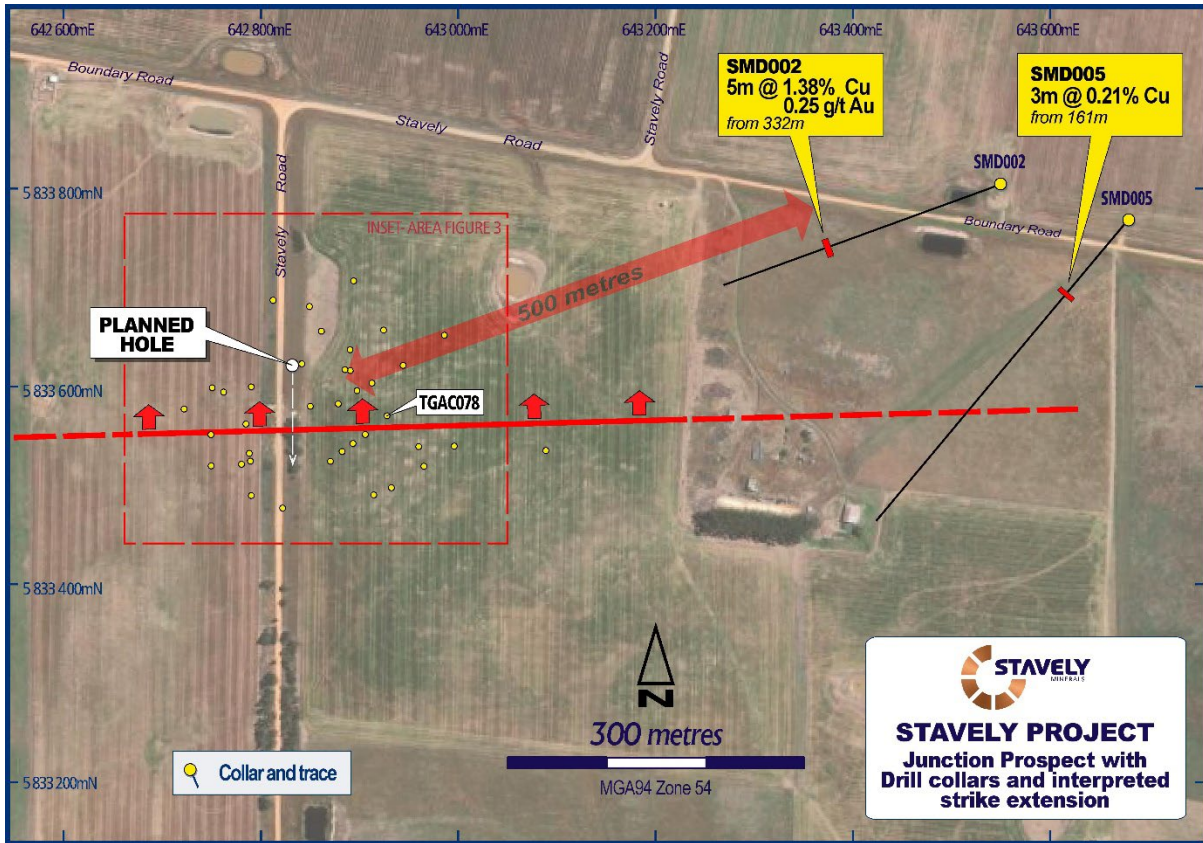 642 600mE
642 800mE
643 000mE
643 200mE
643 400mE
643 600mE
Boundary Road
Stavely Road
Stavely Road
Stavely Road
SMD002
5m @ 1.38% Cu
0.25 g/t Au
from 332m
SMD005
3m @ 0.21% Cu
from 161m
SMD002
SMD005
Boundary Road
5 833 800mN
INSET- AREA FIGURE 3
500 metres
PLANNED
HOLE
5 833 600mN
TGAC078
5 833 400mN
N
300 metres
MGA94 Zone 54
5 833 200mN
Collar and trace
STAVELY
MINERALS
STAVELY PROJECT
Junction Prospect with
Drill collars and interpreted
strike extension